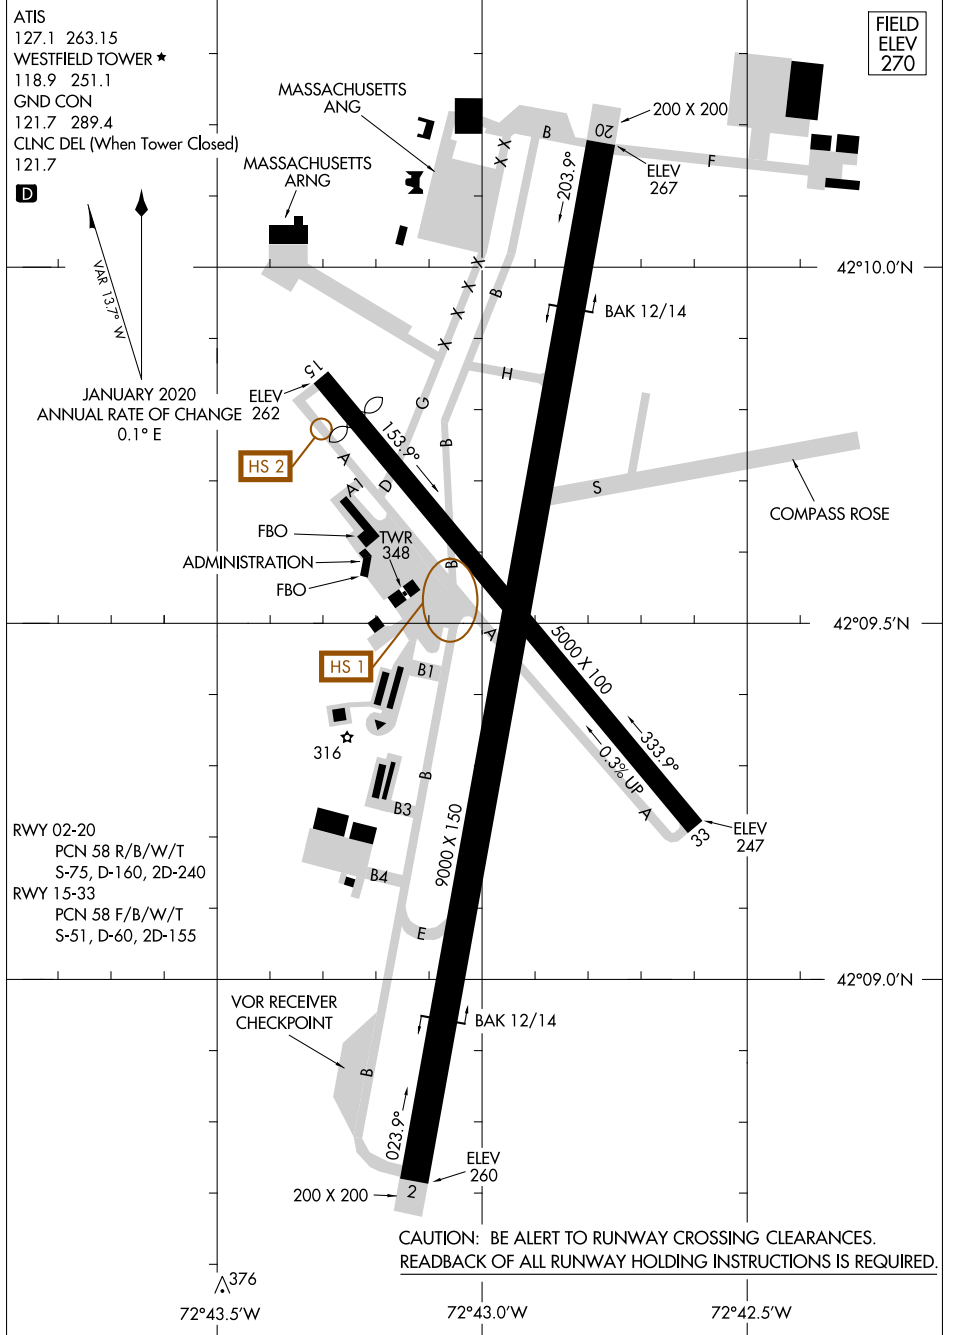 ATIS
127.1 263.15
WESTFIELD TOWER ★
118.9 251.1
GND CON
121.7 289.4
CLNC DEL (When Tower Closed)
121.7
D
FIELD
ELEV
270
MASSACHUSETTS
ANG
MASSACHUSETTS
ARNG
B
20
200 X 200
F
ELEV
267
203.9°
X
X
VAR 13.7° W
42°10.0'N
X
X
X
X
B
BAK 12/14
JANUARY 2020
ANNUAL RATE OF CHANGE
0.1° E
15
ELEV
262
H
G
153.9°
B
HS 2
A
A1
D
S
COMPASS ROSE
FBO
TWR
348
ADMINISTRATION
FBO
B
42°09.5'N
A
5000 X 100
HS 1
B1
316
B
333.9°
0.3% UP
A
33
ELEV
247
B3
9000 X 150
B4
E
RWY 02-20
PCN 58 R/B/W/T
S-75, D-160, 2D-240
RWY 15-33
PCN 58 F/B/W/T
S-51, D-60, 2D-155
42°09.0'N
VOR RECEIVER
CHECKPOINT
BAK 12/14
B
023.9°
ELEV
260
200 X 200
2
CAUTION: BE ALERT TO RUNWAY CROSSING CLEARANCES.
READBACK OF ALL RUNWAY HOLDING INSTRUCTIONS IS REQUIRED.
376
72°43.5'W
72°43.0'W
72°42.5'W